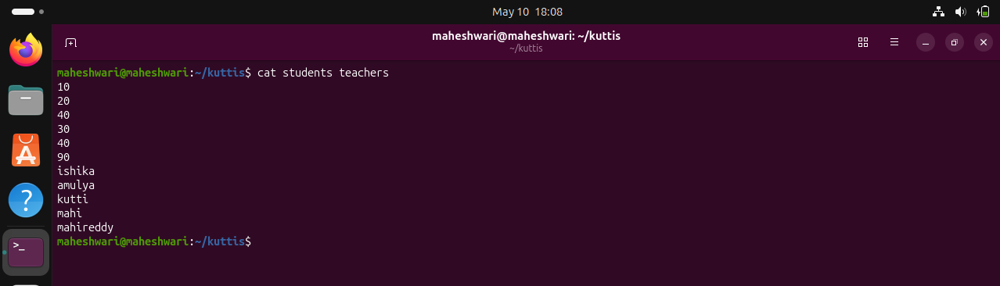 May 10 18:08
maheshwari@maheshwari: ~/kuttis
~/kuttis
maheshwari@maheshwari:~/kuttis$ cat students teachers
10
20
40
30
40
90
ishika
amulya
kutti
mahi
mahireddy
maheshwari@maheshwari:~/kuttis$